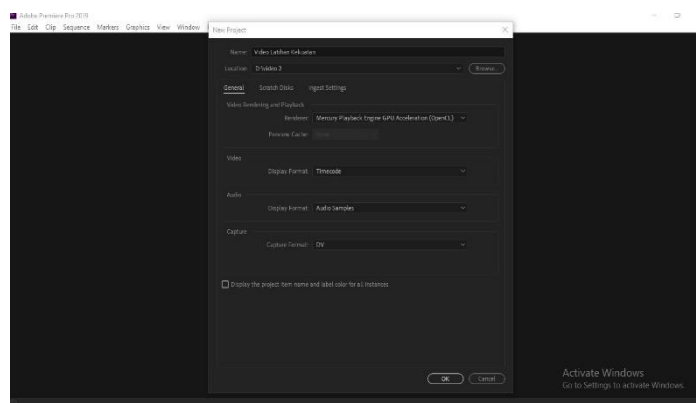 Adobe Premiere Pro 2019
File Edit Clip Sequence Markers Graphics View Window
New Project
Name: Video Latihan Kekuatan
Location: D:\video 2
Browse...
General Scratch Disks Ingest Settings
Video Rendering and Playback
Renderer: Mercury Playback Engine GPU Acceleration (OpenCL)
Preview Cache: None
Video
Display Format: Timecode
Audio
Display Format: Audio Samples
Capture
Capture Format: DV
Display the project item name and label color for all instances
OK Cancel
Activate Windows
Go to Settings to activate Windows.